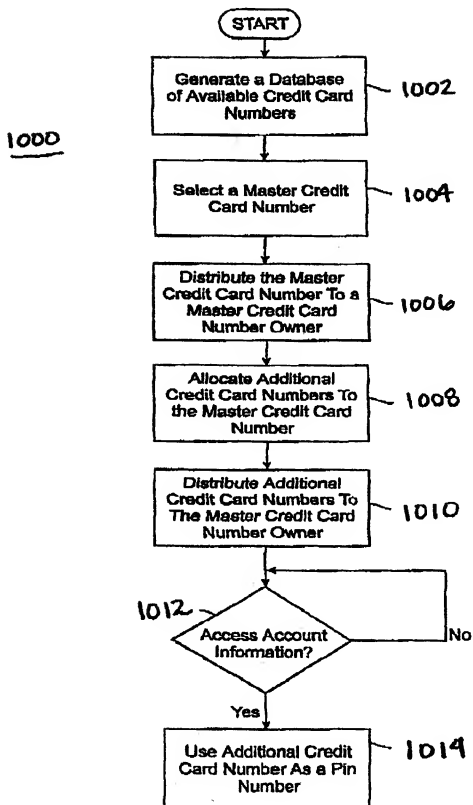 START
Generate a Database
of Available Credit Card
Numbers
1002
1000
Select a Master Credit
Card Number
1004
Distribute the Master
Credit Card Number To a
Master Credit Card
Number Owner
1006
Allocate Additional
Credit Card Numbers To
the Master Credit Card
Number
1008
Distribute Additional
Credit Card Numbers To
The Master Credit Card
Number Owner
1010
1012
Access Account
Information?
No
Yes
Use Additional Credit
Card Number As a Pin
Number
1014